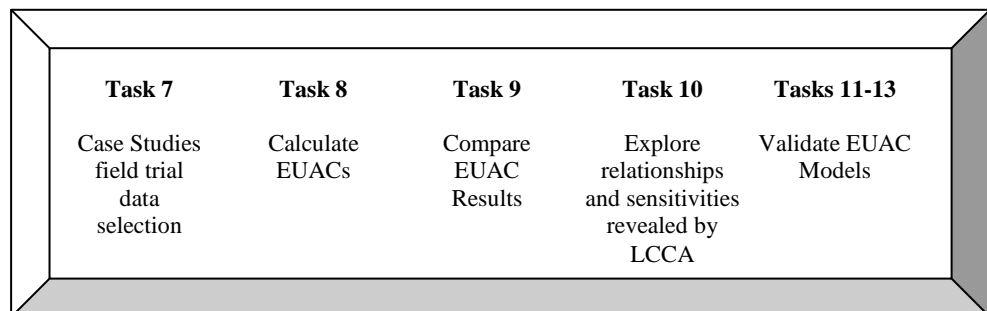 Task 7
Case Studies
field trial
data
selection
Task 8
Calculate
EUACs
Task 9
Compare
EUAC
Results
Task 10
Explore
relationships
and sensitivities
revealed by
LCCA
Tasks 11-13
Validate EUAC
Models